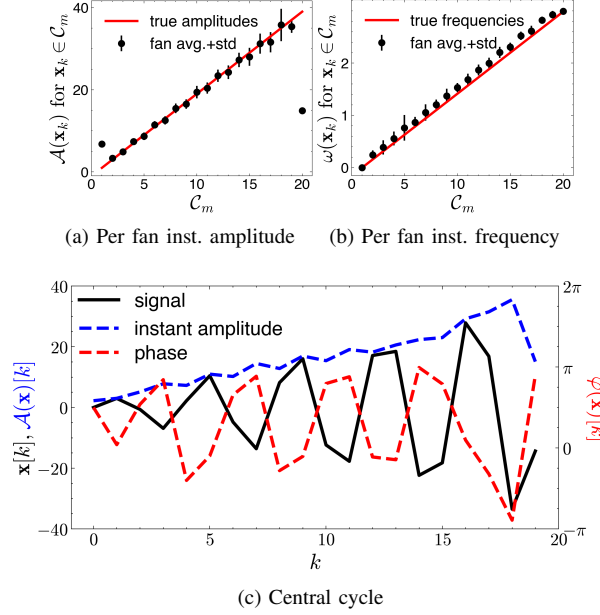 40
20
0
0
5
10
15
20
𝒜(x_k) for x_k ∈ 𝒞_m
𝒞_m
true amplitudes
fan avg.+std
(a) Per fan inst. amplitude
2
1
0
0
5
10
15
20
ω(x_k) for x_k ∈ 𝒞_m
𝒞_m
true frequencies
fan avg.+std
(b) Per fan inst. frequency
40
20
0
−20
−40
x[k], 𝒜(x)[k]
signal
instant amplitude
phase
2π
π
0
−π
φ(x)[k]
0
5
10
15
20
k
(c) Central cycle